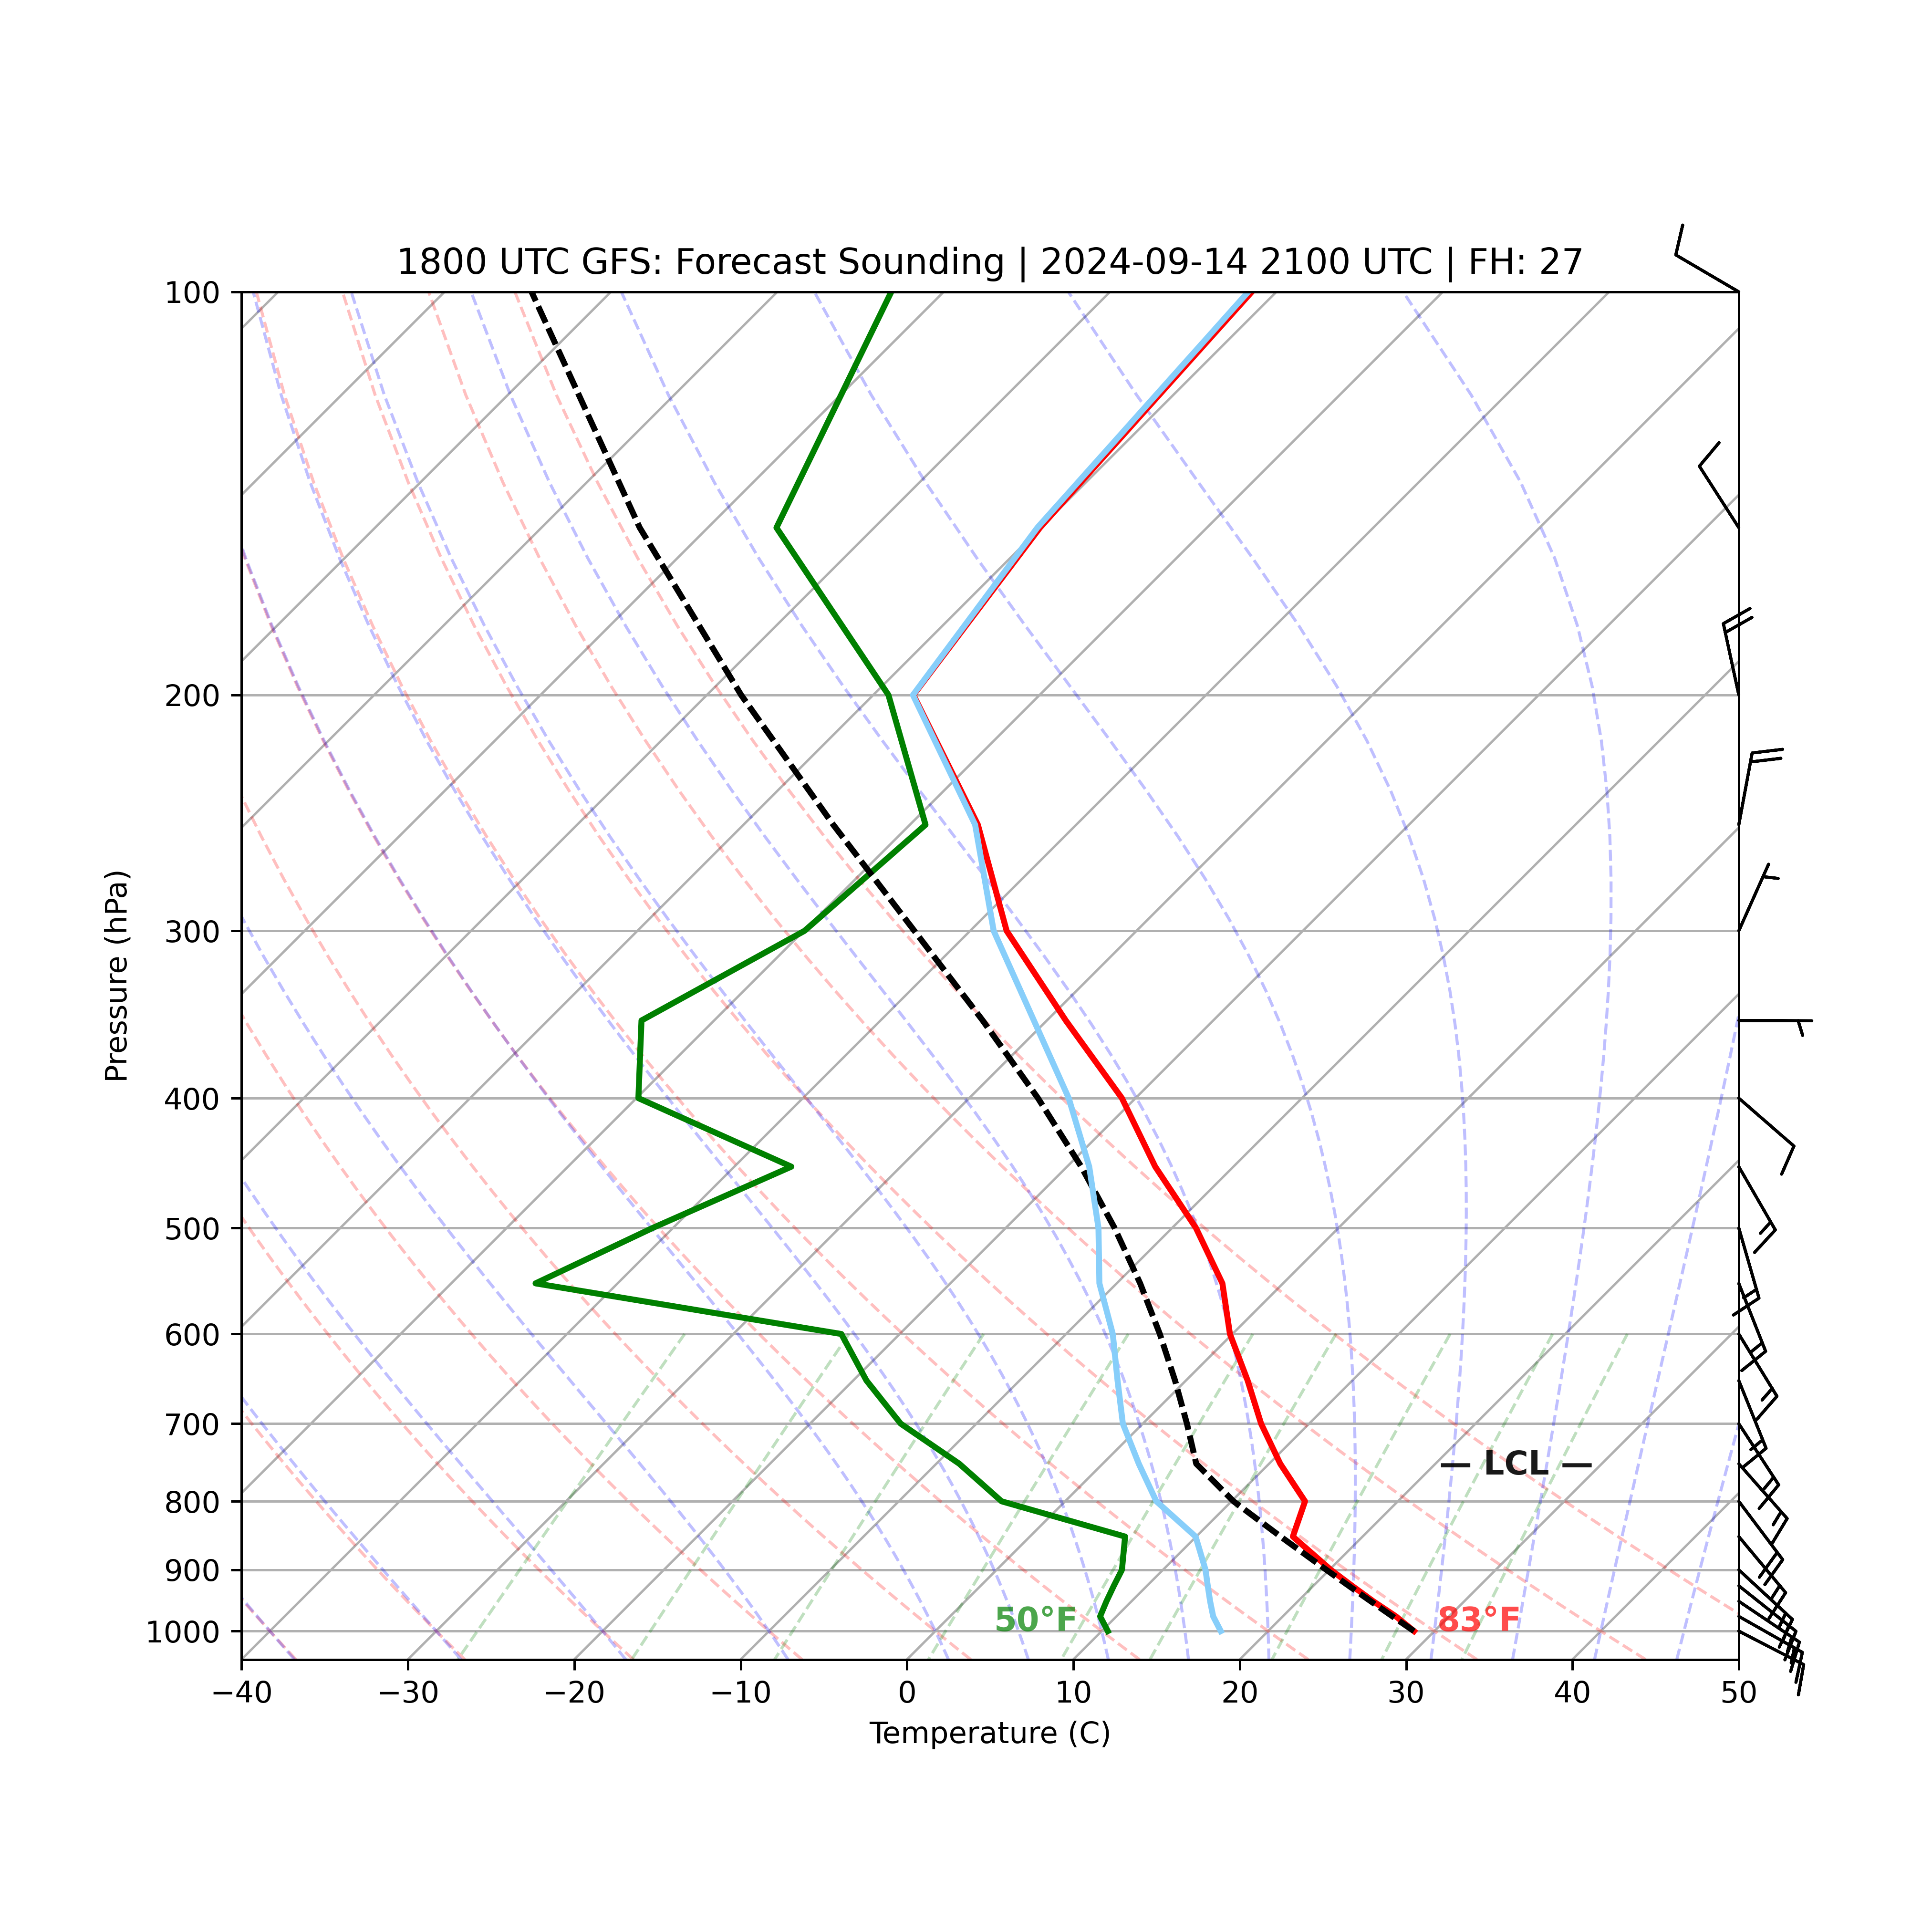 1800 UTC GFS: Forecast Sounding | 2024-09-14 2100 UTC | FH: 27
100
200
300
400
500
600
700
800
900
1000
Pressure (hPa)
— LCL —
50°F
83°F
−40 −30 −20 −10 0 10 20 30 40 50
Temperature (C)